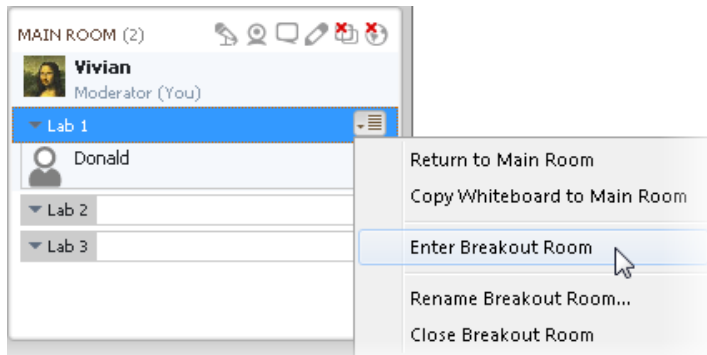 MAIN ROOM (2)
Vivian
Moderator (You)
Lab 1
Donald
Lab 2
Lab 3
Return to Main Room
Copy Whiteboard to Main Room
Enter Breakout Room
Rename Breakout Room...
Close Breakout Room